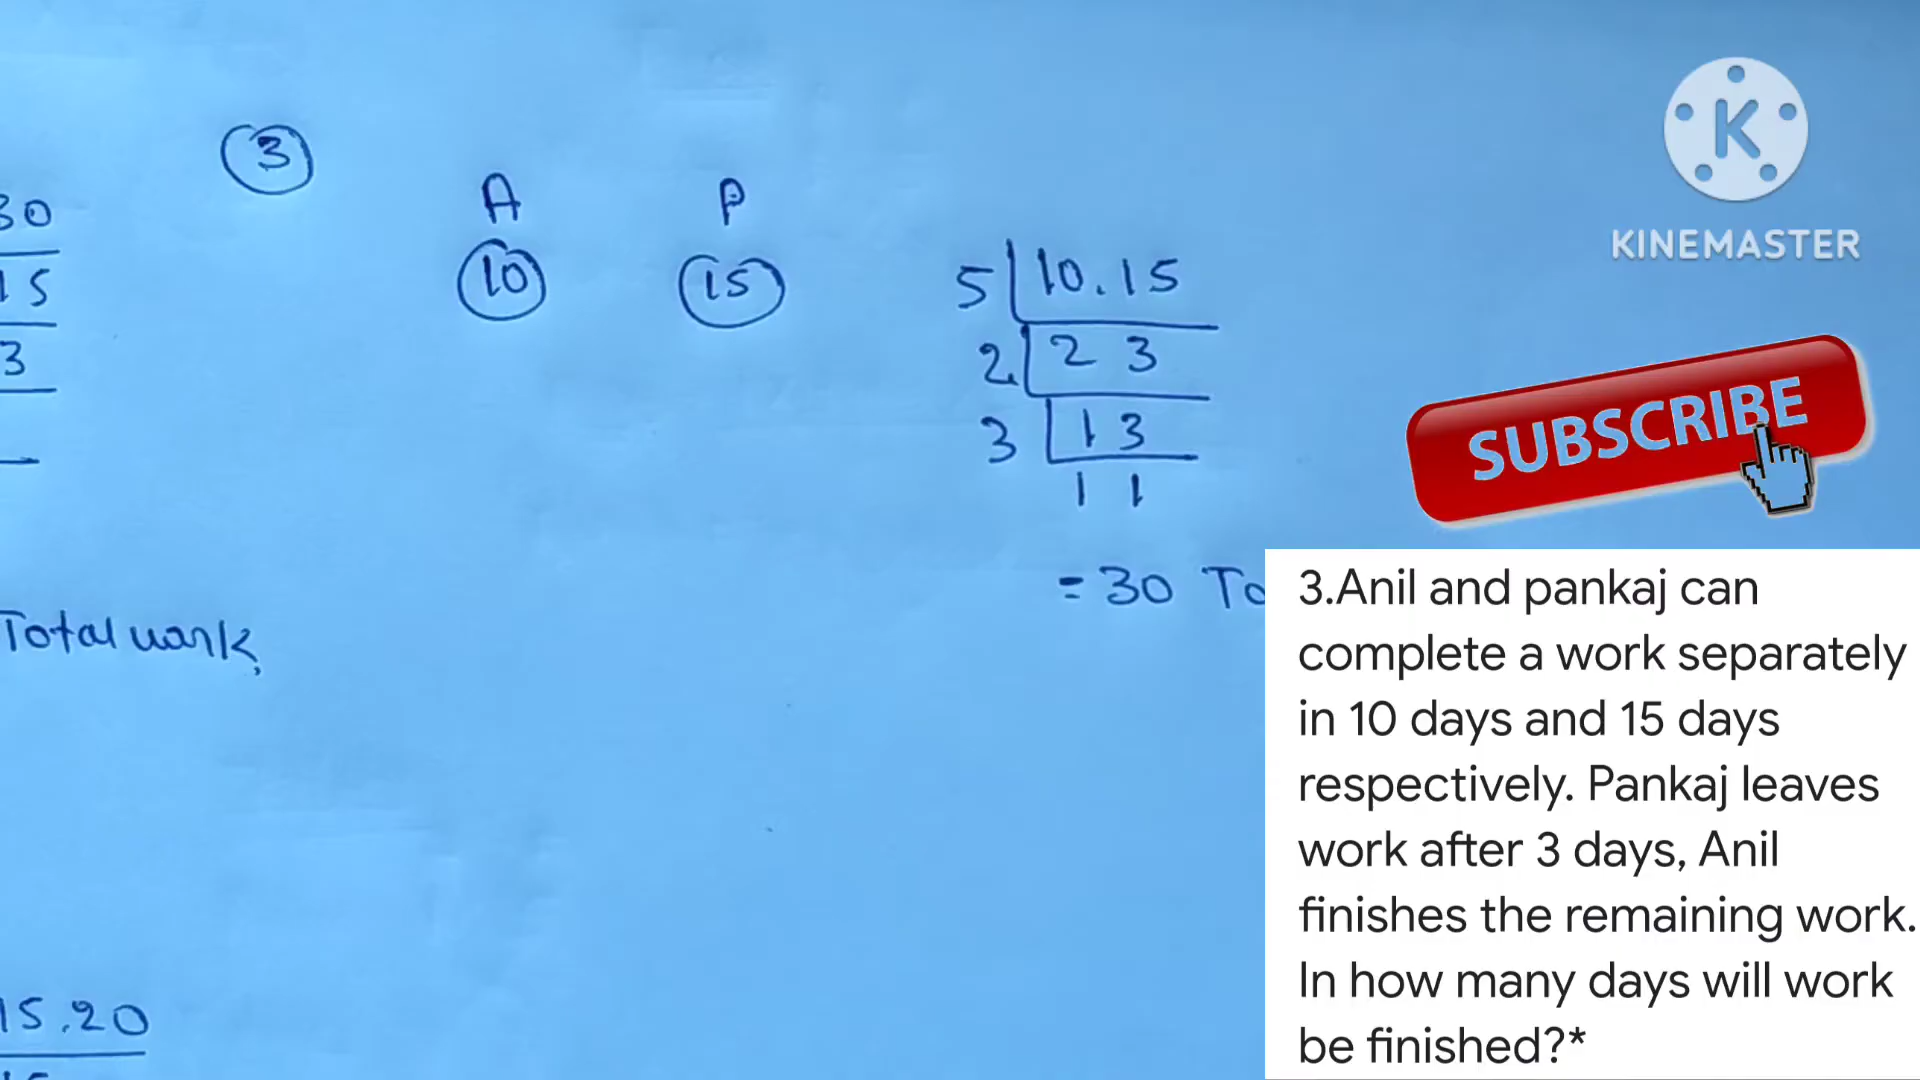 3
A P
10 15
30
15
3
5 10.15
2 2 3
3 1 3
1 1
= 30 To
Total work,
15.20
KINEMASTER
SUBSCRIBE
3.Anil and pankaj can
complete a work separately
in 10 days and 15 days
respectively. Pankaj leaves
work after 3 days, Anil
finishes the remaining work.
In how many days will work
be finished?*